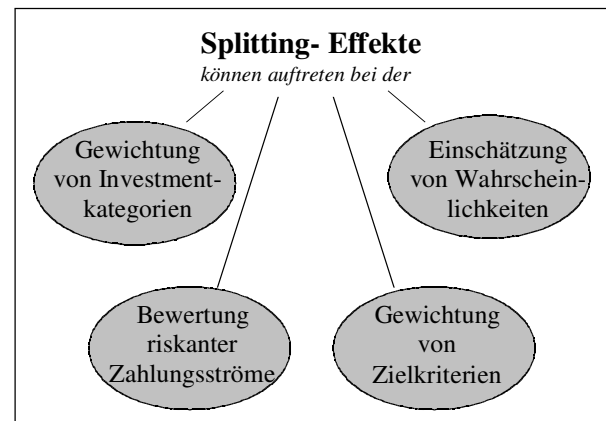 Splitting- Effekte
können auftreten bei der
Gewichtung
von Investment-
kategorien
Einschätzung
von Wahrschein-
lichkeiten
Bewertung
riskanter
Zahlungsströme
Gewichtung
von
Zielkriterien